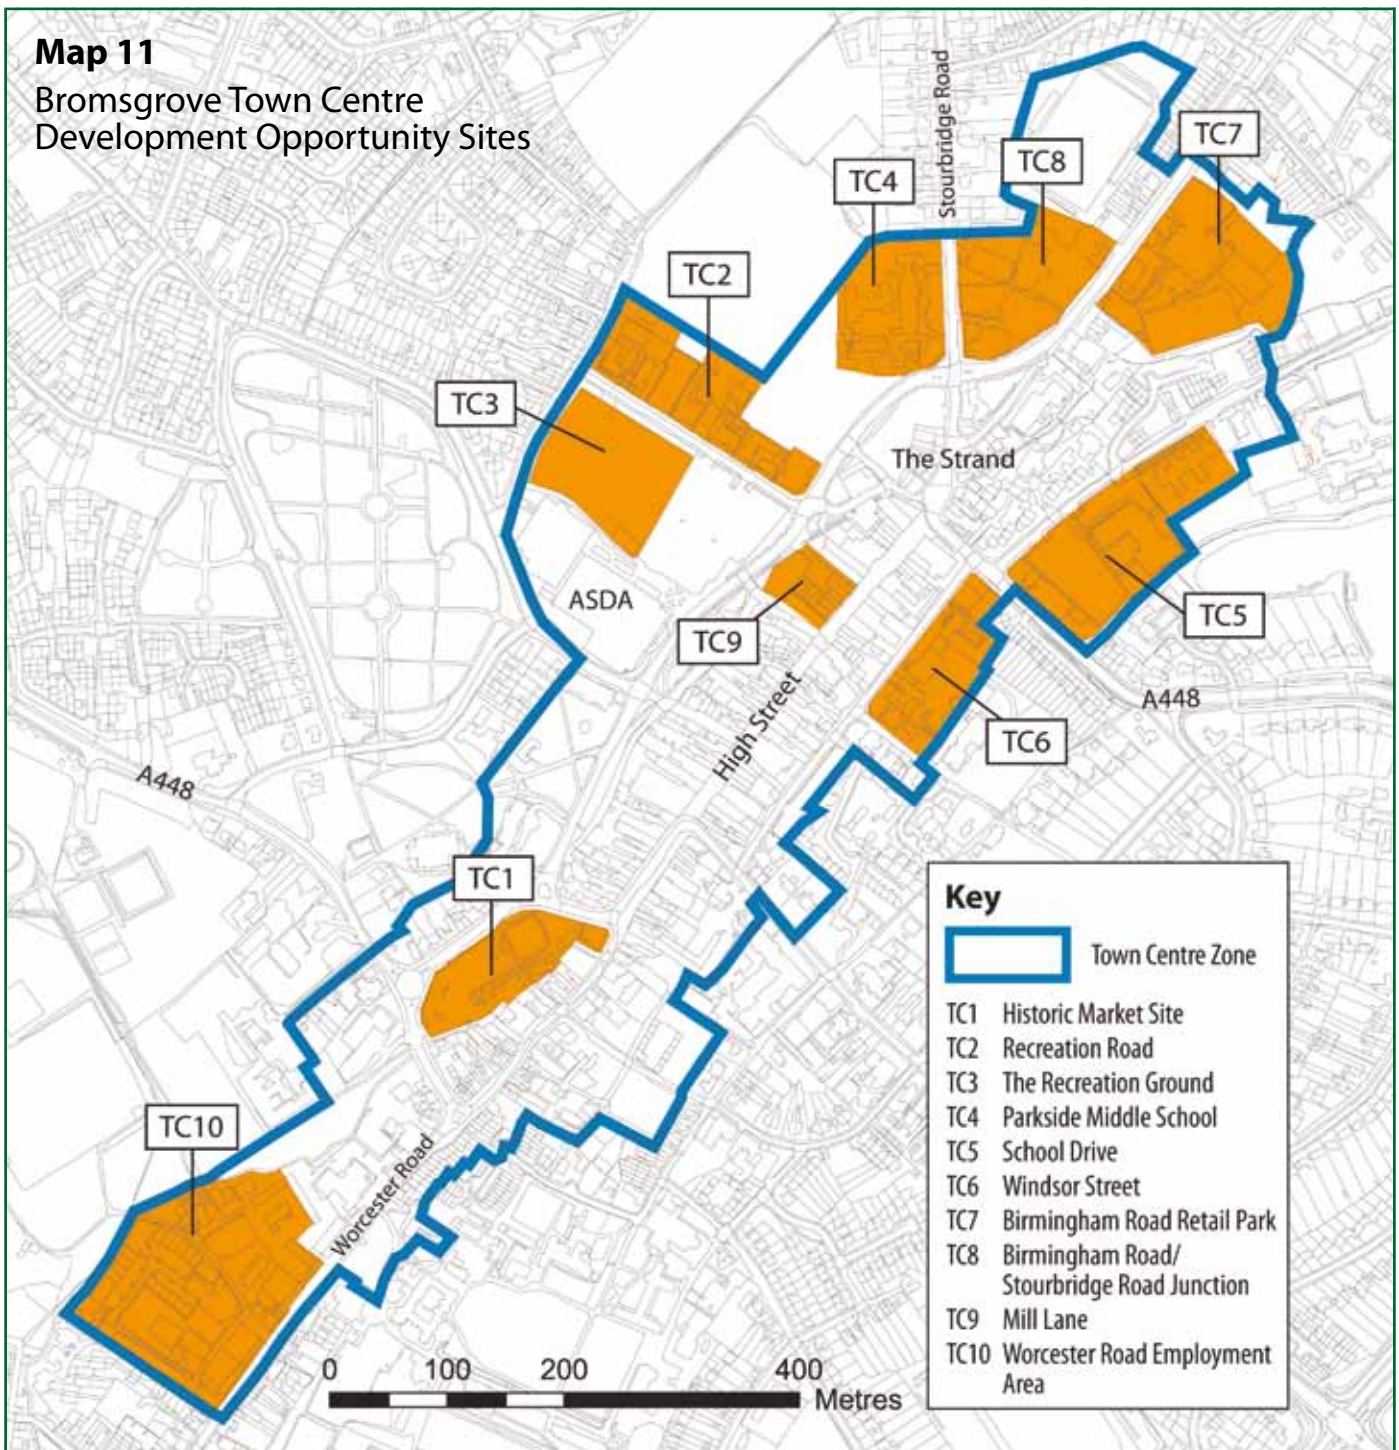 Map 11
Bromsgrove Town Centre
Development Opportunity Sites
Stourbridge Road
TC7
TC8
TC4
TC2
TC3
The Strand
ASDA
TC9
TC5
High Street
A448
TC6
A448
TC1
TC10
Worcester Road
Key
Town Centre Zone
TC1 Historic Market Site
TC2 Recreation Road
TC3 The Recreation Ground
TC4 Parkside Middle School
TC5 School Drive
TC6 Windsor Street
TC7 Birmingham Road Retail Park
TC8 Birmingham Road/
Stourbridge Road Junction
TC9 Mill Lane
TC10 Worcester Road Employment
Area
0 100 200 400
Metres